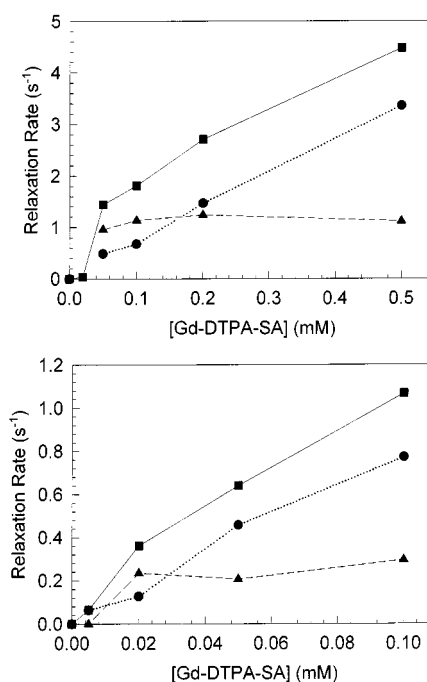 5
4
3
2
1
0
Relaxation Rate (s⁻¹)
0.0 0.1 0.2 0.3 0.4 0.5
[Gd-DTPA-SA] (mM)
1.2
1.0
0.8
0.6
0.4
0.2
0.0
Relaxation Rate (s⁻¹)
0.00 0.02 0.04 0.06 0.08 0.10
[Gd-DTPA-SA] (mM)